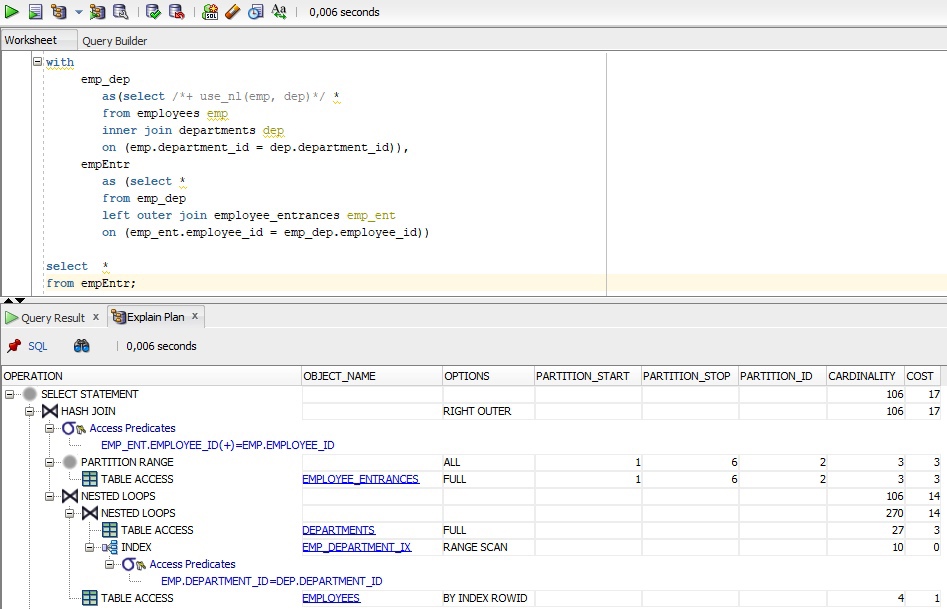 0,006 seconds
Worksheet Query Builder
with
emp_dep
as(select /*+ use_nl(emp, dep)*/ *
from employees emp
inner join departments dep
on (emp.department_id = dep.department_id)),
empEntr
as (select *
from emp_dep
left outer join employee_entrances emp_ent
on (emp_ent.employee_id = emp_dep.employee_id))
select *
from empEntr;
Query Result x Explain Plan x
SQL 0,006 seconds
OPERATION OBJECT_NAME OPTIONS PARTITION_START PARTITION_STOP PARTITION_ID CARDINALITY COST
SELECT STATEMENT 106 17
HASH JOIN RIGHT OUTER 106 17
Access Predicates
EMP_ENT.EMPLOYEE_ID(+)=EMP.EMPLOYEE_ID
PARTITION RANGE ALL 1 6 2 3 3
TABLE ACCESS EMPLOYEE_ENTRANCES FULL 1 6 2 3 3
NESTED LOOPS 106 14
NESTED LOOPS 270 14
TABLE ACCESS DEPARTMENTS FULL 27 3
INDEX EMP_DEPARTMENT_IX RANGE SCAN 10 0
Access Predicates
EMP.DEPARTMENT_ID=DEP.DEPARTMENT_ID
TABLE ACCESS EMPLOYEES BY INDEX ROWID 4 1